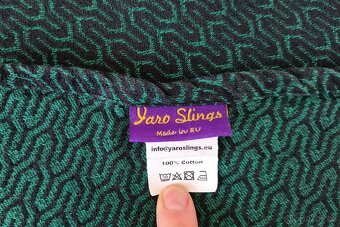 Yaro Slings
Made in EU
info@yaroslings.eu
100% Cotton